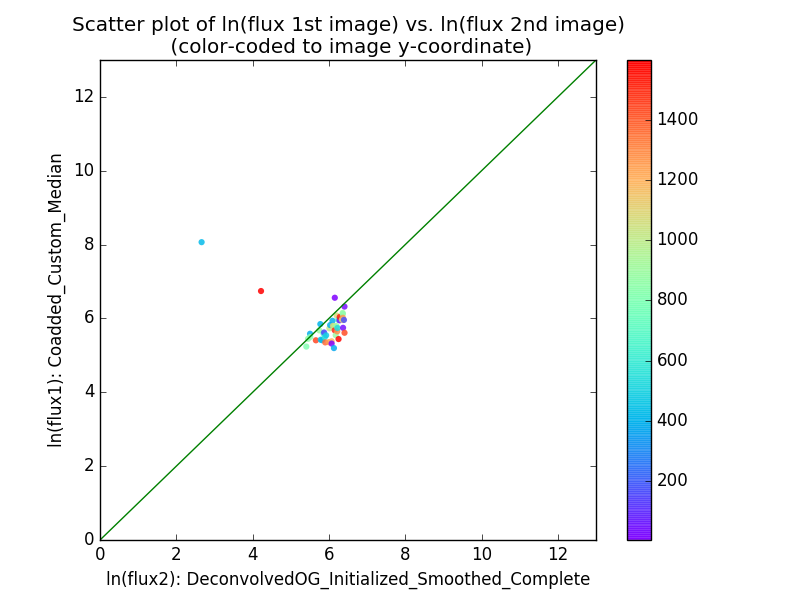 Scatter plot of ln(flux 1st image) vs. ln(flux 2nd image)
(color-coded to image y-coordinate)
ln(flux1): Coadded_Custom_Median
12
10
8
6
4
2
0
0 2 4 6 8 10 12
ln(flux2): DeconvolvedOG_Initialized_Smoothed_Complete
1400
1200
1000
800
600
400
200